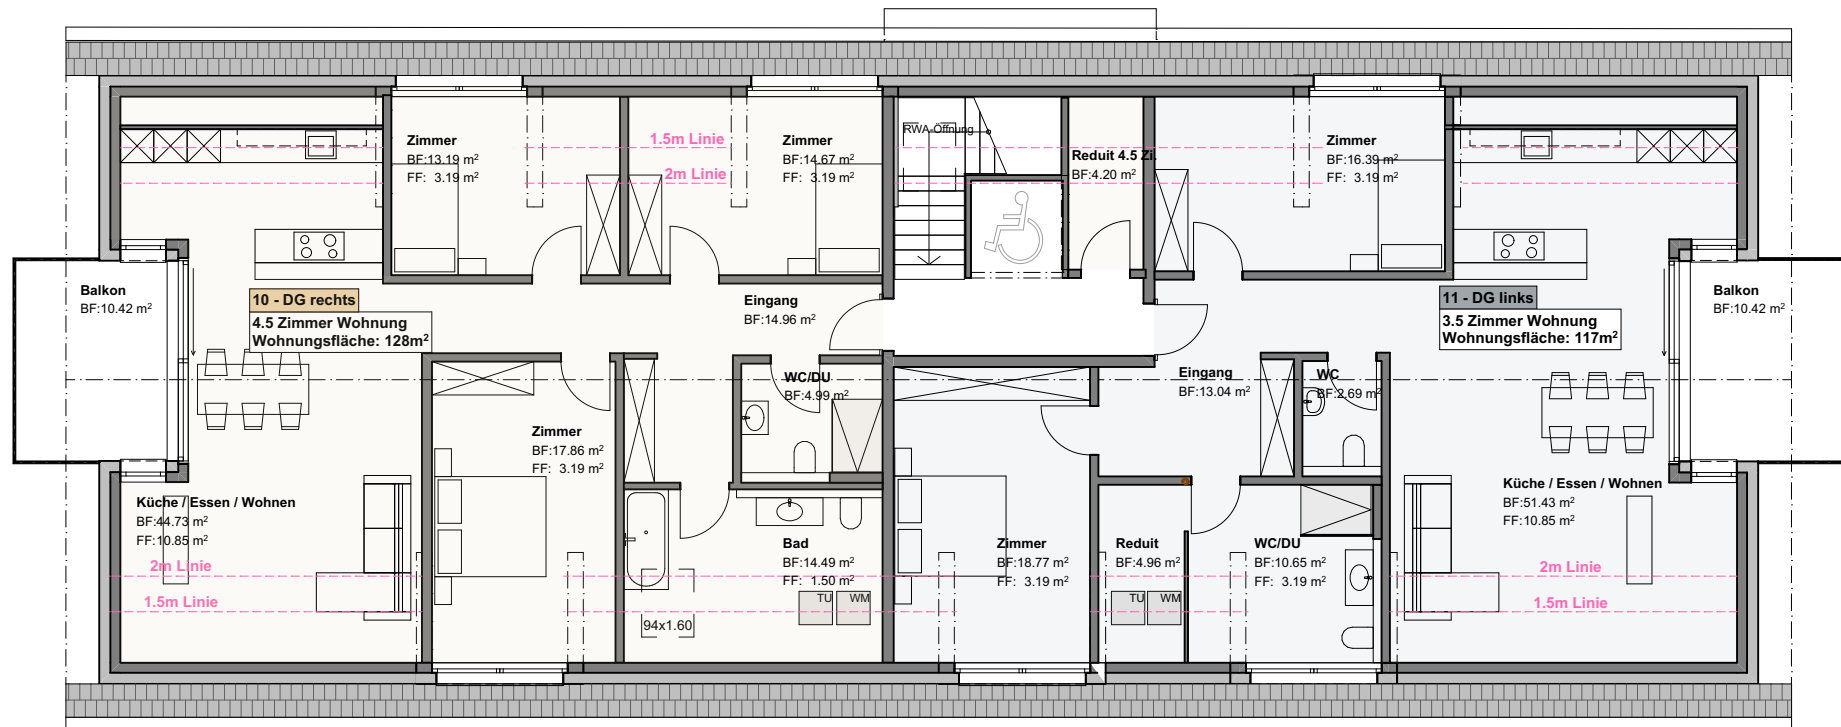 Zimmer
BF:13.19 m²
FF: 3.19 m²
1.5m Linie
2m Linie
Zimmer
BF:14.67 m²
FF: 3.19 m²
RWA-Öffnung
Reduit 4.5 Zi.
BF:4.20 m²
Zimmer
BF:16.39 m²
FF: 3.19 m²
Balkon
BF:10.42 m²
10 - DG rechts
4.5 Zimmer Wohnung
Wohnungsfläche: 128m²
Eingang
BF:14.96 m²
11 - DG links
3.5 Zimmer Wohnung
Wohnungsfläche: 117m²
Balkon
BF:10.42 m²
WC/DU
BF:4.99 m²
Eingang
BF:13.04 m²
WC
BF:2.69 m²
Zimmer
BF:17.86 m²
FF: 3.19 m²
Küche / Essen / Wohnen
BF:44.73 m²
FF:10.85 m²
2m Linie
1.5m Linie
Bad
BF:14.49 m²
FF: 1.50 m²
TU
WM
94x1.60
Zimmer
BF:18.77 m²
FF: 3.19 m²
Reduit
BF:4.96 m²
TU
WM
WC/DU
BF:10.65 m²
FF: 3.19 m²
Küche / Essen / Wohnen
BF:51.43 m²
FF:10.85 m²
2m Linie
1.5m Linie